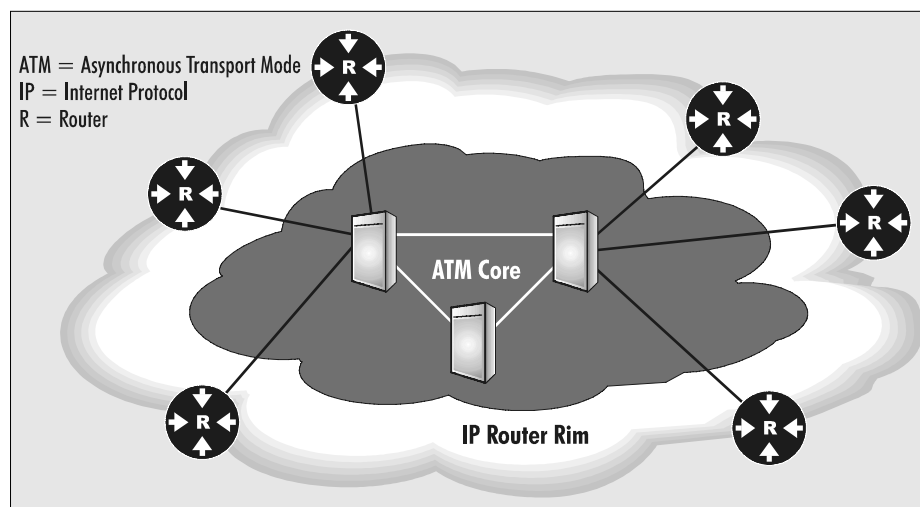 ATM = Asynchronous Transport Mode
IP = Internet Protocol
R = Router
R
R
R
R
ATM Core
R
R
IP Router Rim